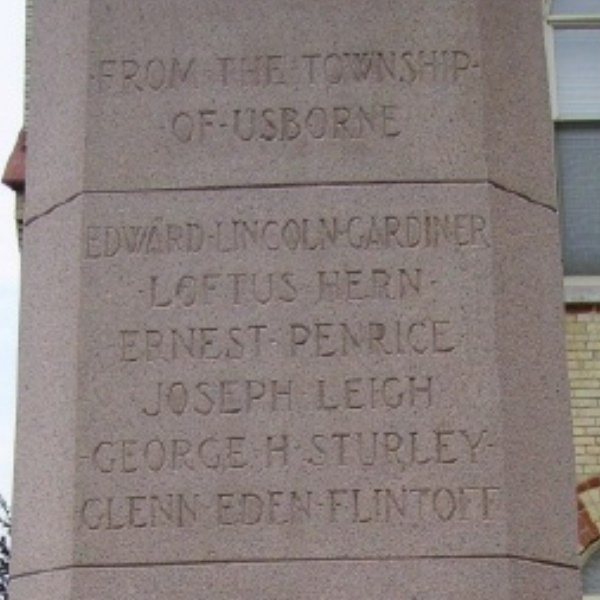 ·FROM·THE·TOWNSHIP·
·OF·USBORNE
EDWARD·LINCOLN·GARDINER
·LOFTUS·HERN·
·ERNEST·PENRICE·
JOSEPH·LEIGH
·GEORGE·H·STURLEY·
GLENN·EDEN·FLINTOFF